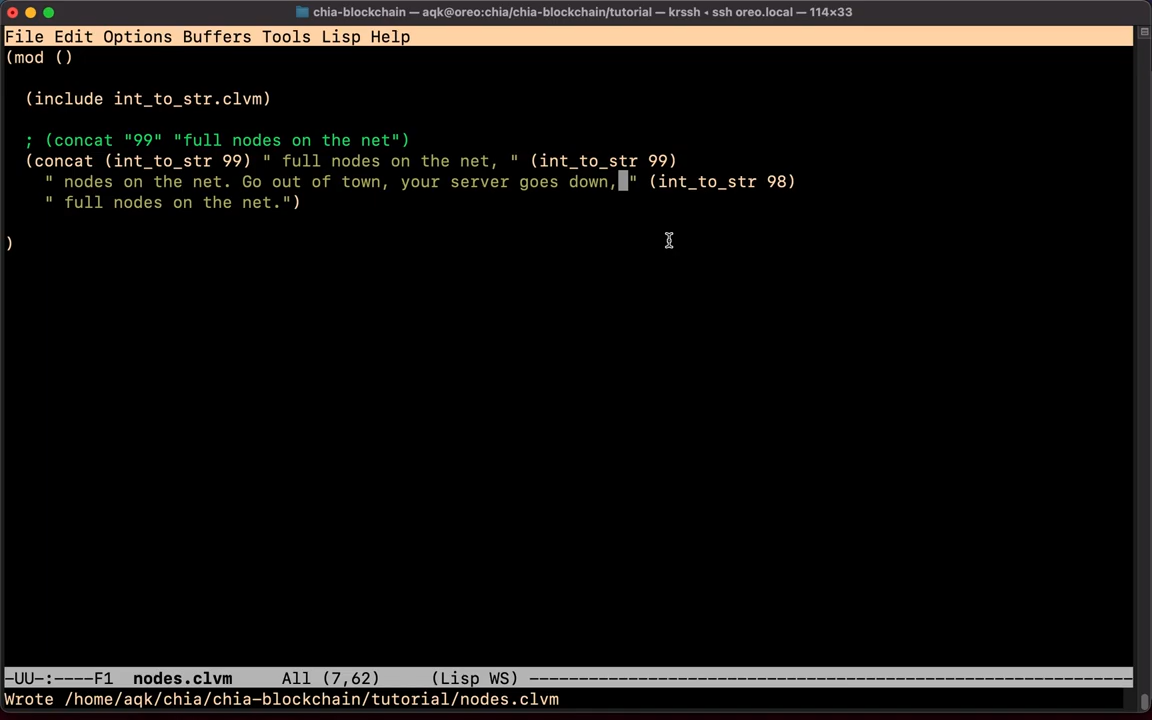 chia-blockchain — aqk@oreo:chia/chia-blockchain/tutorial — krssh ◂ ssh oreo.local — 114×33
File Edit Options Buffers Tools Lisp Help
(mod ()
(include int_to_str.clvm)
; (concat "99" "full nodes on the net")
(concat (int_to_str 99) " full nodes on the net, " (int_to_str 99)
" nodes on the net. Go out of town, your server goes down, " (int_to_str 98)
" full nodes on the net.")
)
-UU-:----F1  nodes.clvm     All (7,62)     (Lisp WS) -------------------------------------------------------------
Wrote /home/aqk/chia/chia-blockchain/tutorial/nodes.clvm